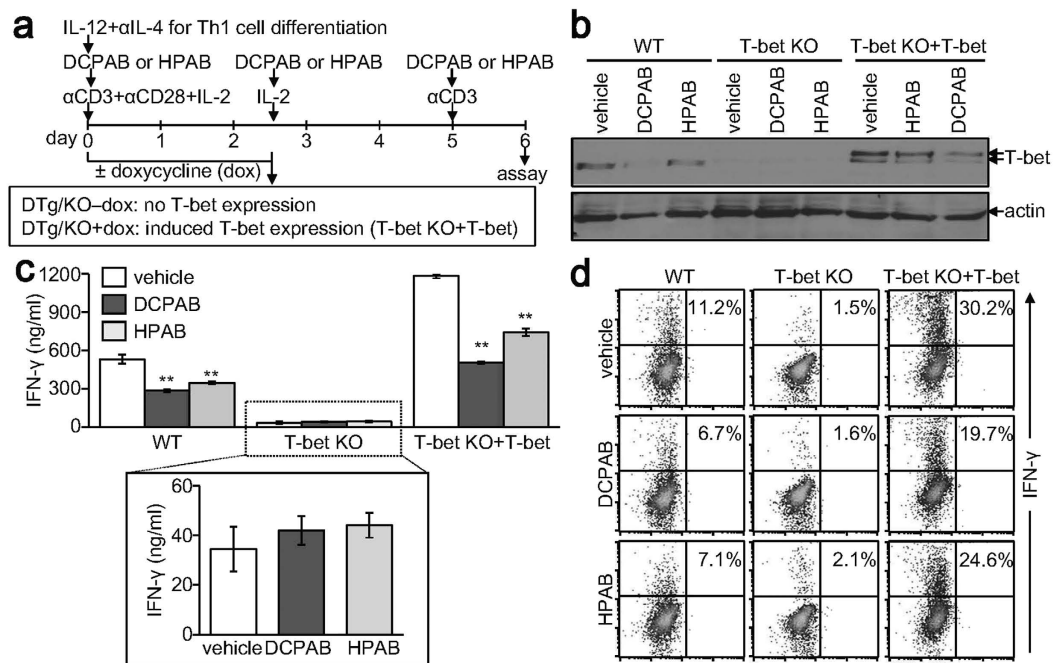 a
IL-12+αIL-4 for Th1 cell differentiation
DCPAB or HPAB DCPAB or HPAB DCPAB or HPAB
αCD3+αCD28+IL-2 IL-2 αCD3
day 0 1 2 3 4 5 6
± doxycycline (dox) assay
DTg/KO–dox: no T-bet expression
DTg/KO+dox: induced T-bet expression (T-bet KO+T-bet)
b
WT T-bet KO T-bet KO+T-bet
vehicle DCPAB HPAB vehicle DCPAB HPAB vehicle HPAB DCPAB
T-bet
actin
c
IFN-γ (ng/ml)
1200
900
600
300
0
vehicle
DCPAB
HPAB
** ** ** **
WT T-bet KO T-bet KO+T-bet
IFN-γ (ng/ml)
60
40
20
0
vehicle DCPAB HPAB
d
WT T-bet KO T-bet KO+T-bet
vehicle 11.2% 1.5% 30.2%
DCPAB 6.7% 1.6% 19.7%
HPAB 7.1% 2.1% 24.6%
IFN-γ